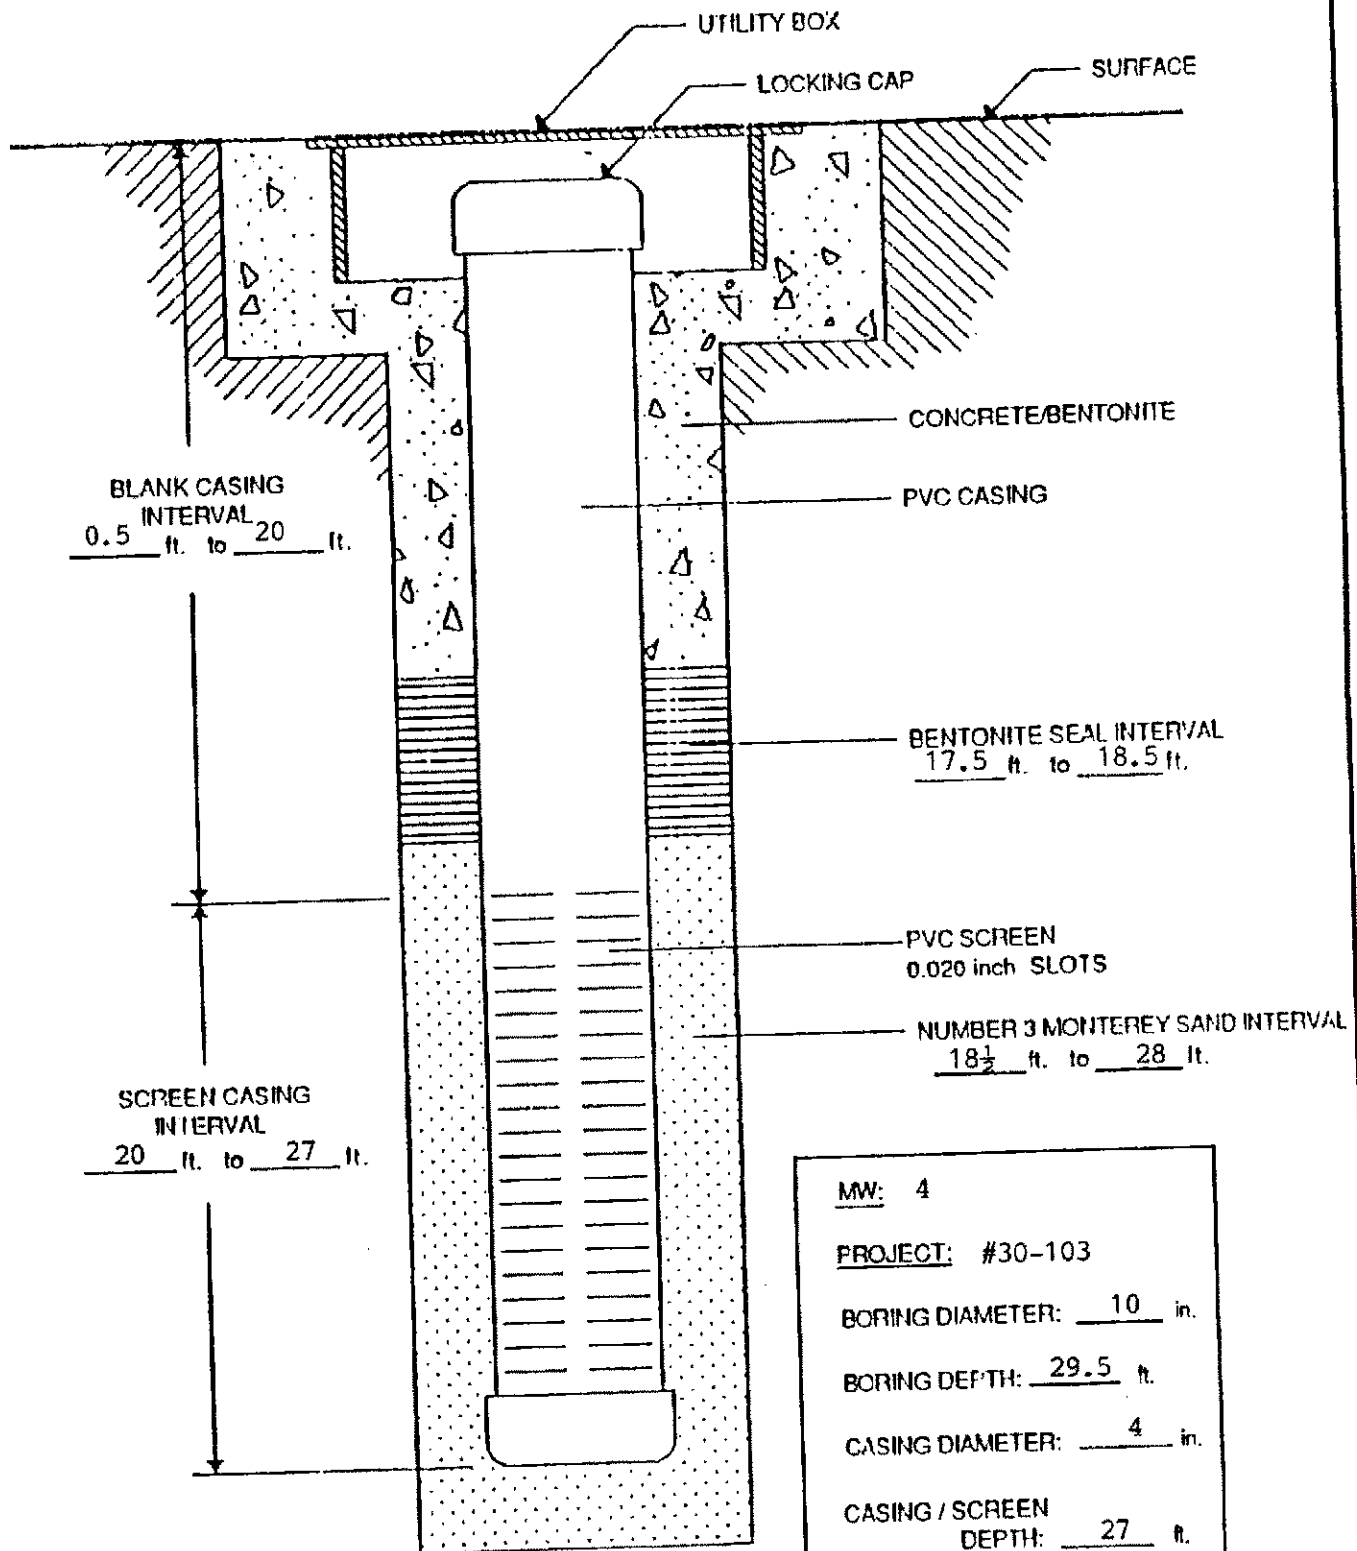 UTILITY BOX
LOCKING CAP
SURFACE
CONCRETE/BENTONITE
BLANK CASING
INTERVAL
0.5 ft. to 20 ft.
PVC CASING
BENTONITE SEAL INTERVAL
17.5 ft. to 18.5 ft.
PVC SCREEN
0.020 inch SLOTS
NUMBER 3 MONTEREY SAND INTERVAL
18½ ft. to 28 ft.
SCREEN CASING
INTERVAL
20 ft. to 27 ft.
MW: 4
PROJECT: #30-103
BORING DIAMETER: 10 in.
BORING DEPTH: 29.5 ft.
CASING DIAMETER: 4 in.
CASING / SCREEN
DEPTH: 27 ft.